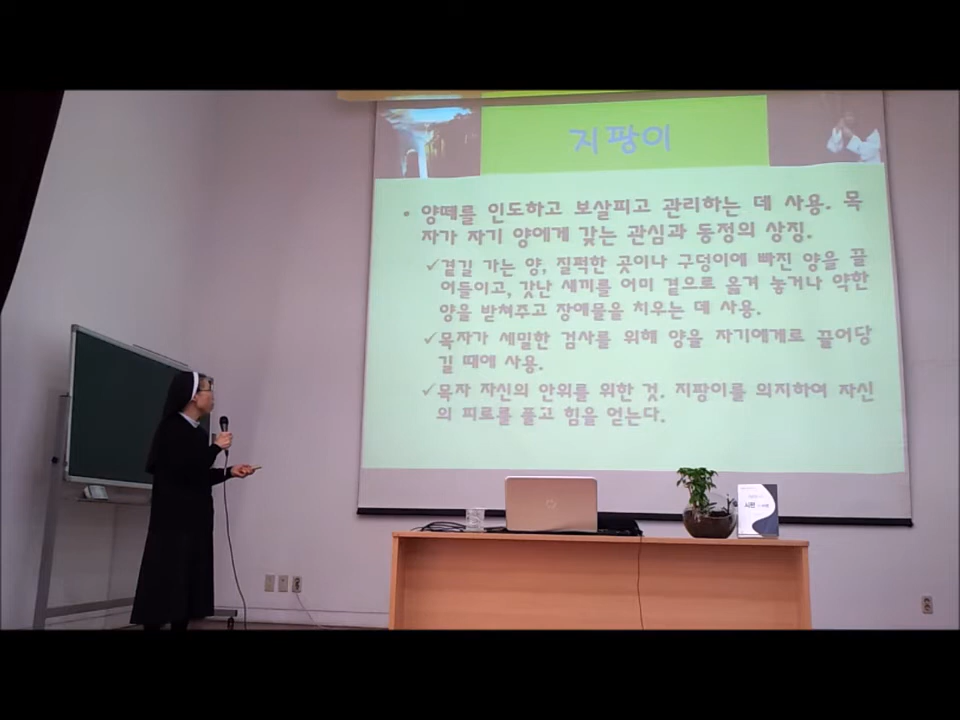 지팡이
• 양떼를 인도하고 보살피고 관리하는 데 사용. 목
자가 자기 양에게 갖는 관심과 동정의 상징.
✓곁길 가는 양, 질퍽한 곳이나 구덩이에 빠진 양을 끌
어들이고, 갓난 새끼를 어미 곁으로 옮겨 놓거나 약한
양을 받쳐주고 장애물을 치우는 데 사용.
✓목자가 세밀한 검사를 위해 양을 자기에게로 끌어당
길 때에 사용.
✓목자 자신의 안위를 위한 것. 지팡이를 의지하여 자신
의 피로를 풀고 힘을 얻는다.
시편